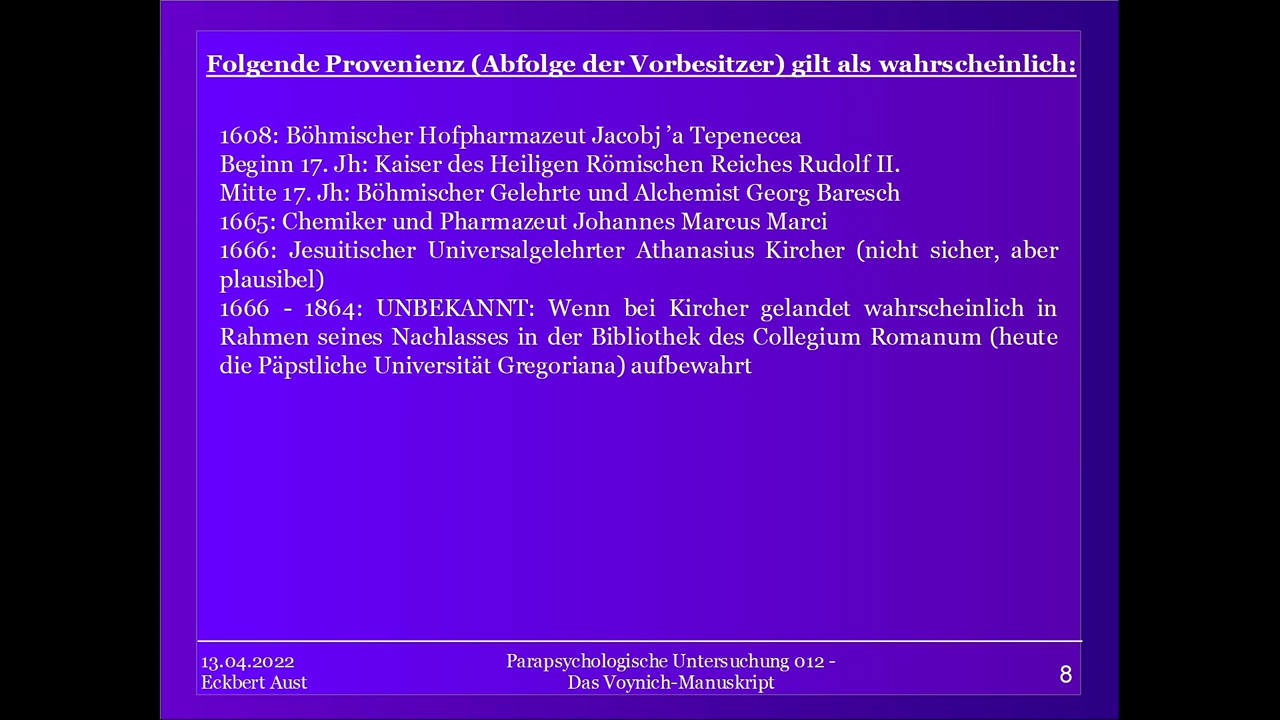 Folgende Provenienz (Abfolge der Vorbesitzer) gilt als wahrscheinlich:
1608: Böhmischer Hofpharmazeut Jacobj ’a Tepenecea
Beginn 17. Jh: Kaiser des Heiligen Römischen Reiches Rudolf II.
Mitte 17. Jh: Böhmischer Gelehrte und Alchemist Georg Baresch
1665: Chemiker und Pharmazeut Johannes Marcus Marci
1666: Jesuitischer Universalgelehrter Athanasius Kircher (nicht sicher, aber
plausibel)
1666 - 1864: UNBEKANNT: Wenn bei Kircher gelandet wahrscheinlich in
Rahmen seines Nachlasses in der Bibliothek des Collegium Romanum (heute
die Päpstliche Universität Gregoriana) aufbewahrt
13.04.2022
Eckbert Aust
Parapsychologische Untersuchung 012 -
Das Voynich-Manuskript
8